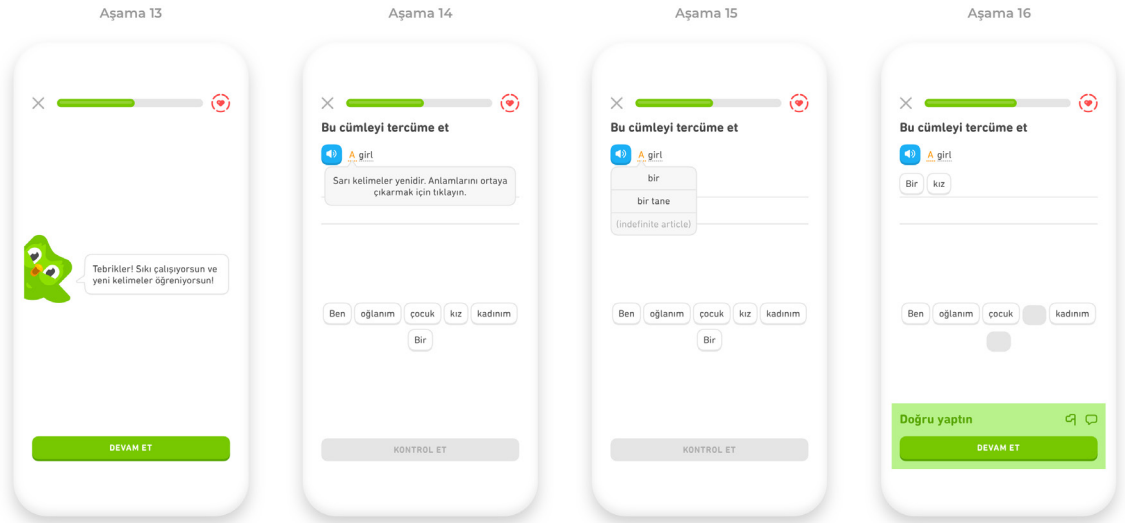 Aşama 13
Tebrikler! Sıkı çalışıyorsun ve
yeni kelimeler öğreniyorsun!
DEVAM ET
Aşama 14
Bu cümleyi tercüme et
A girl
Sarı kelimeler yenidir. Anlamlarını ortaya
çıkarmak için tıklayın.
Ben oğlanım çocuk kız kadınım
Bir
KONTROL ET
Aşama 15
Bu cümleyi tercüme et
A girl
bir
bir tane
(indefinite article)
Ben oğlanım çocuk kız kadınım
Bir
KONTROL ET
Aşama 16
Bu cümleyi tercüme et
A girl
Bir kız
Ben oğlanım çocuk kadınım
Doğru yaptın
DEVAM ET